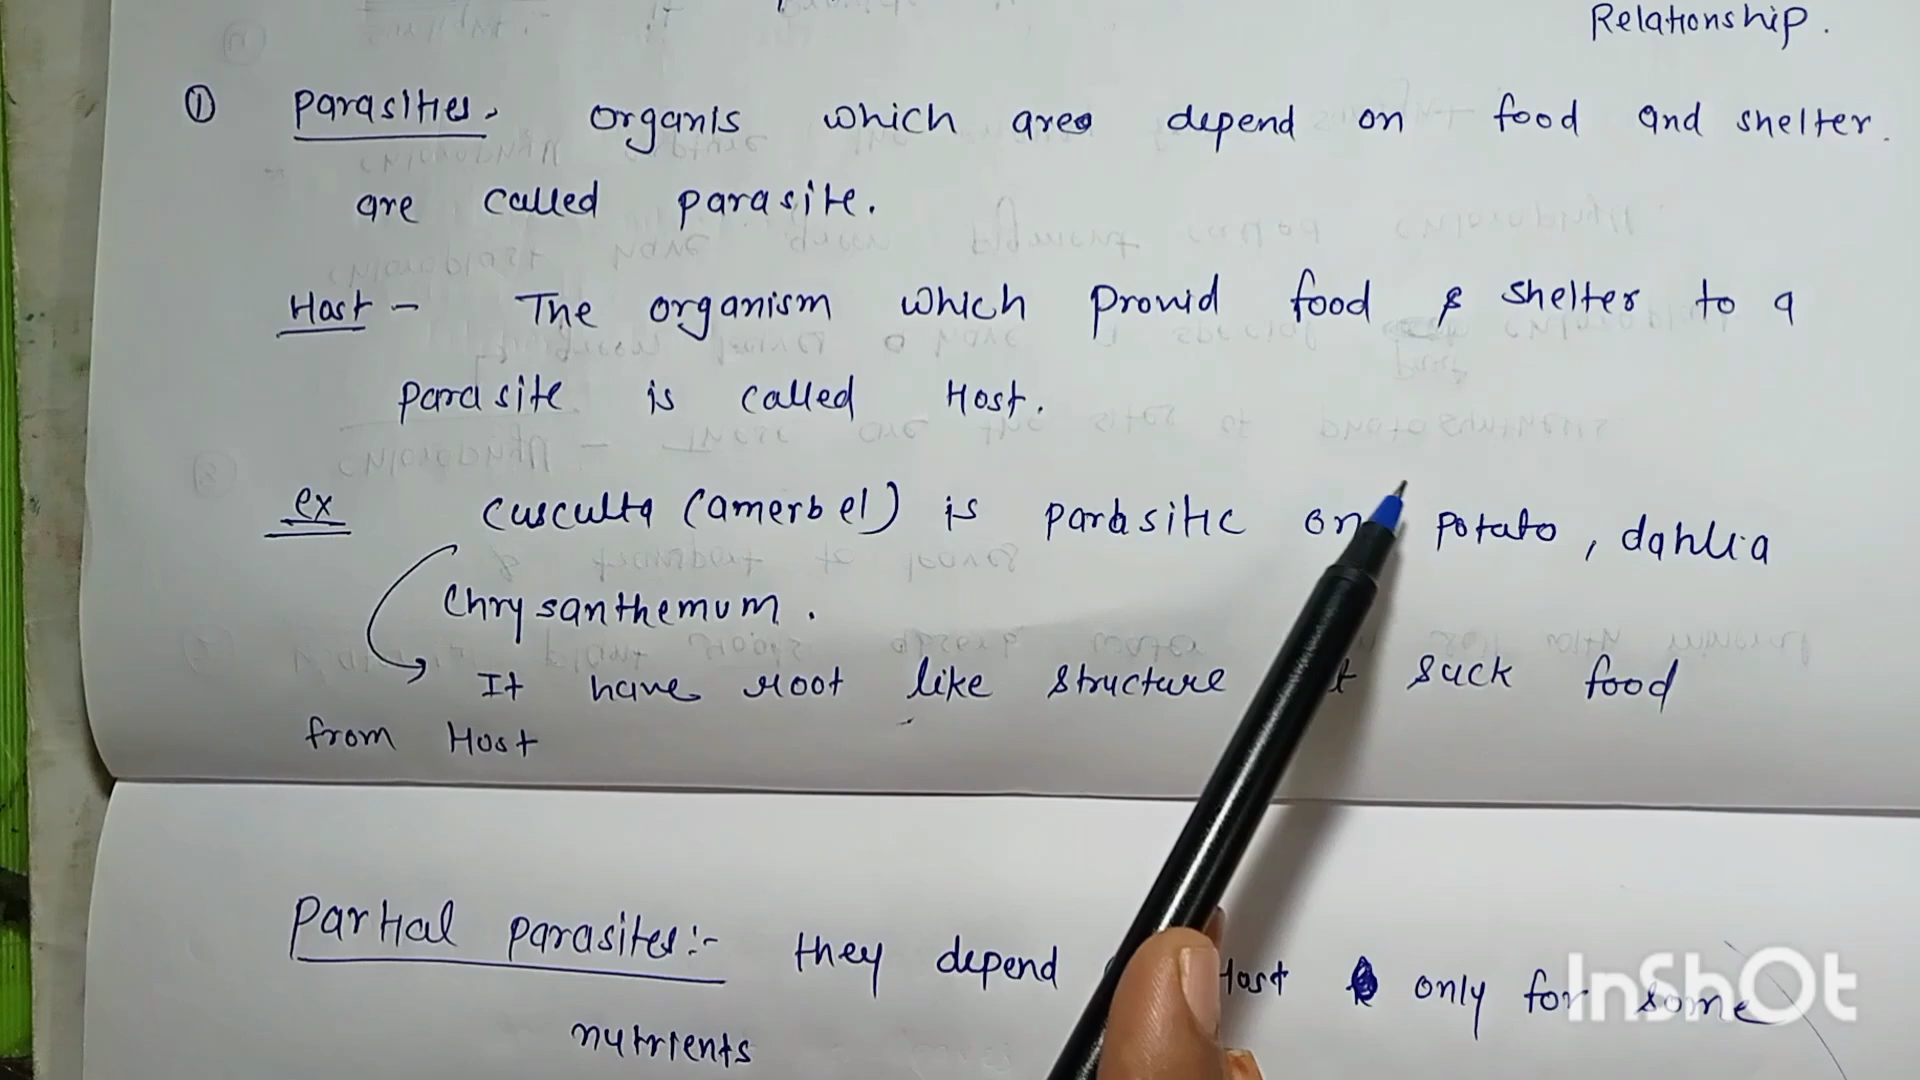 Relationship.
① Parasites. Organis which are depend on food and shelter.
are called parasite.
Host - The organism which provid food & shelter to a
parasite is called Host.
ex Cusculta (amerbel) is parasitic on potato, dahlia
Chrysanthemum.
It have root like structure suck food
from Host
Partial parasites:- they depend Host only for some
nutrients
InShOt